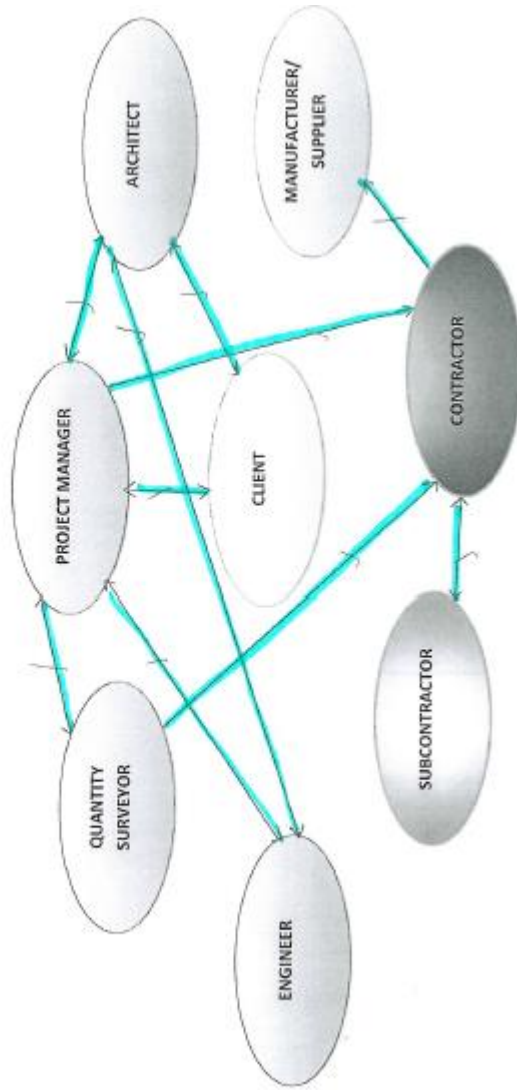 PROJECT MANAGER
QUANTITY
SURVEYOR
ARCHITECT
ENGINEER
CLIENT
MANUFACTURER/
SUPPLIER
SUBCONTRACTOR
CONTRACTOR